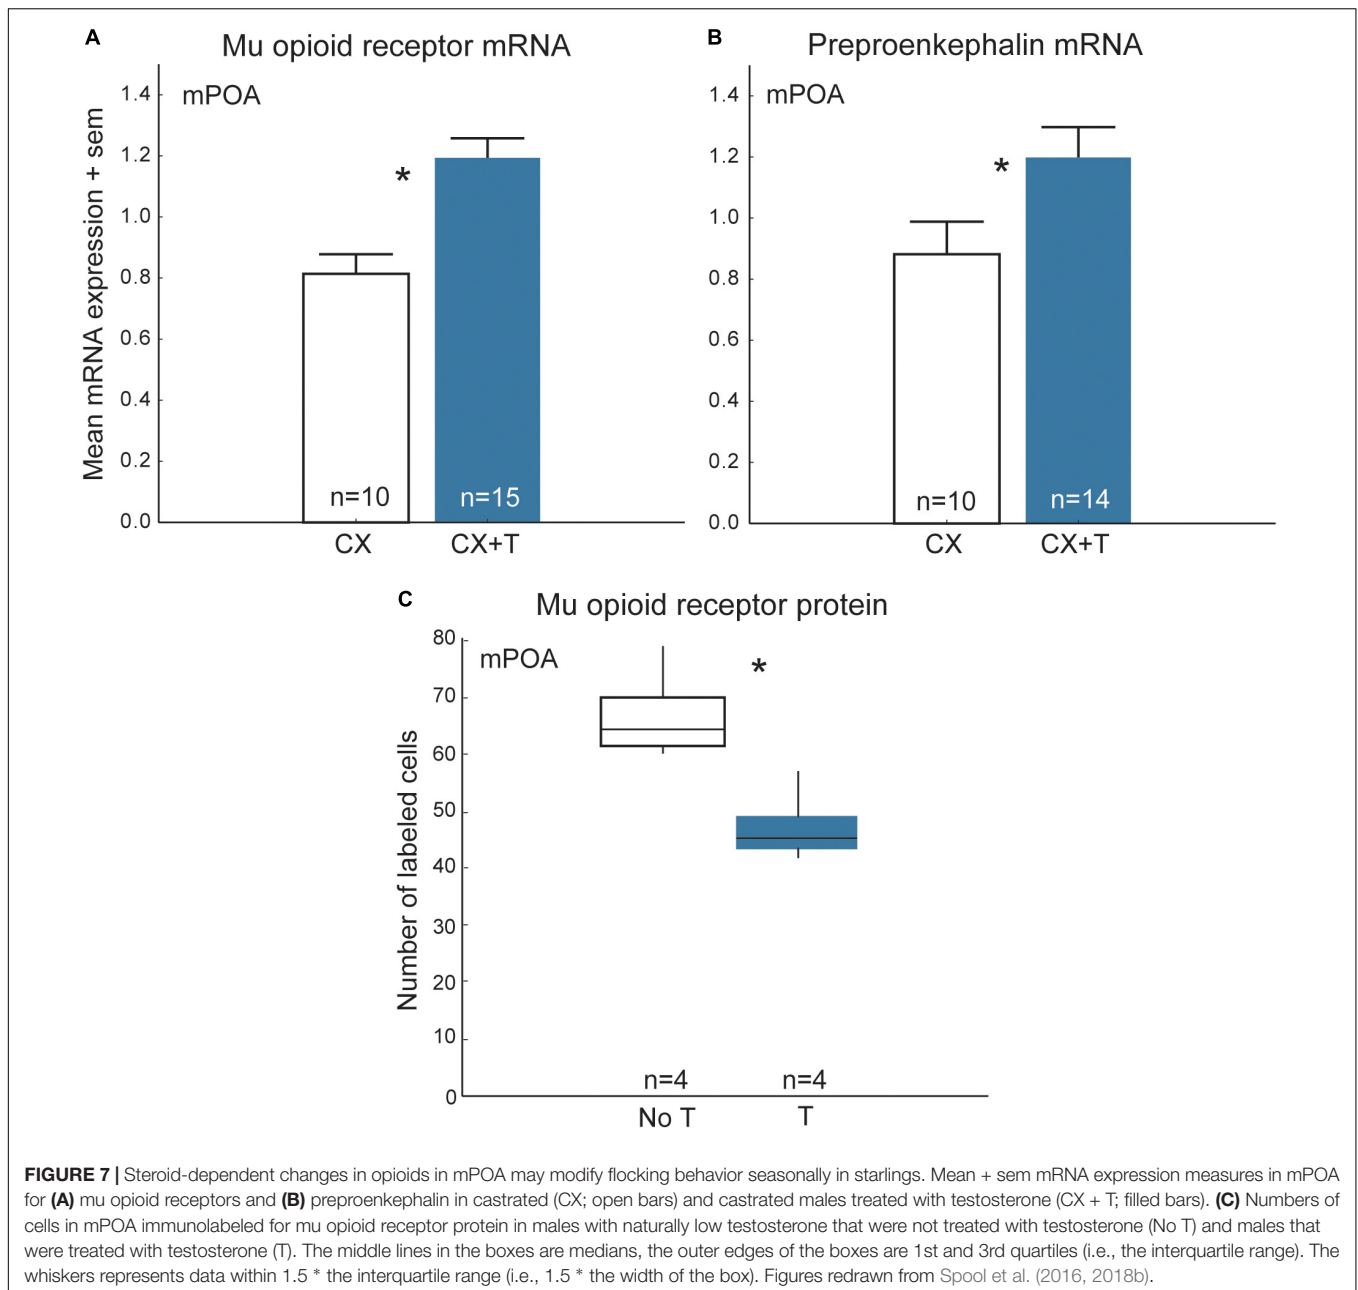 A
Mu opioid receptor mRNA
mPOA
Mean mRNA expression + sem
1.4
1.2
1.0
0.8
0.6
0.4
0.2
0.0
*
n=10
n=15
CX
CX+T
B
Preproenkephalin mRNA
mPOA
1.4
1.2
1.0
0.8
0.6
0.4
0.2
0.0
*
n=10
n=14
CX
CX+T
C
Mu opioid receptor protein
mPOA
Number of labeled cells
80
70
60
50
40
30
20
10
0
*
n=4
n=4
No T
T
FIGURE 7 | Steroid-dependent changes in opioids in mPOA may modify flocking behavior seasonally in starlings. Mean + sem mRNA expression measures in mPOA
for (A) mu opioid receptors and (B) preproenkephalin in castrated (CX; open bars) and castrated males treated with testosterone (CX + T; filled bars). (C) Numbers of
cells in mPOA immunolabeled for mu opioid receptor protein in males with naturally low testosterone that were not treated with testosterone (No T) and males that
were treated with testosterone (T). The middle lines in the boxes are medians, the outer edges of the boxes are 1st and 3rd quartiles (i.e., the interquartile range). The
whiskers represents data within 1.5 * the interquartile range (i.e., 1.5 * the width of the box). Figures redrawn from Spool et al. (2016, 2018b).